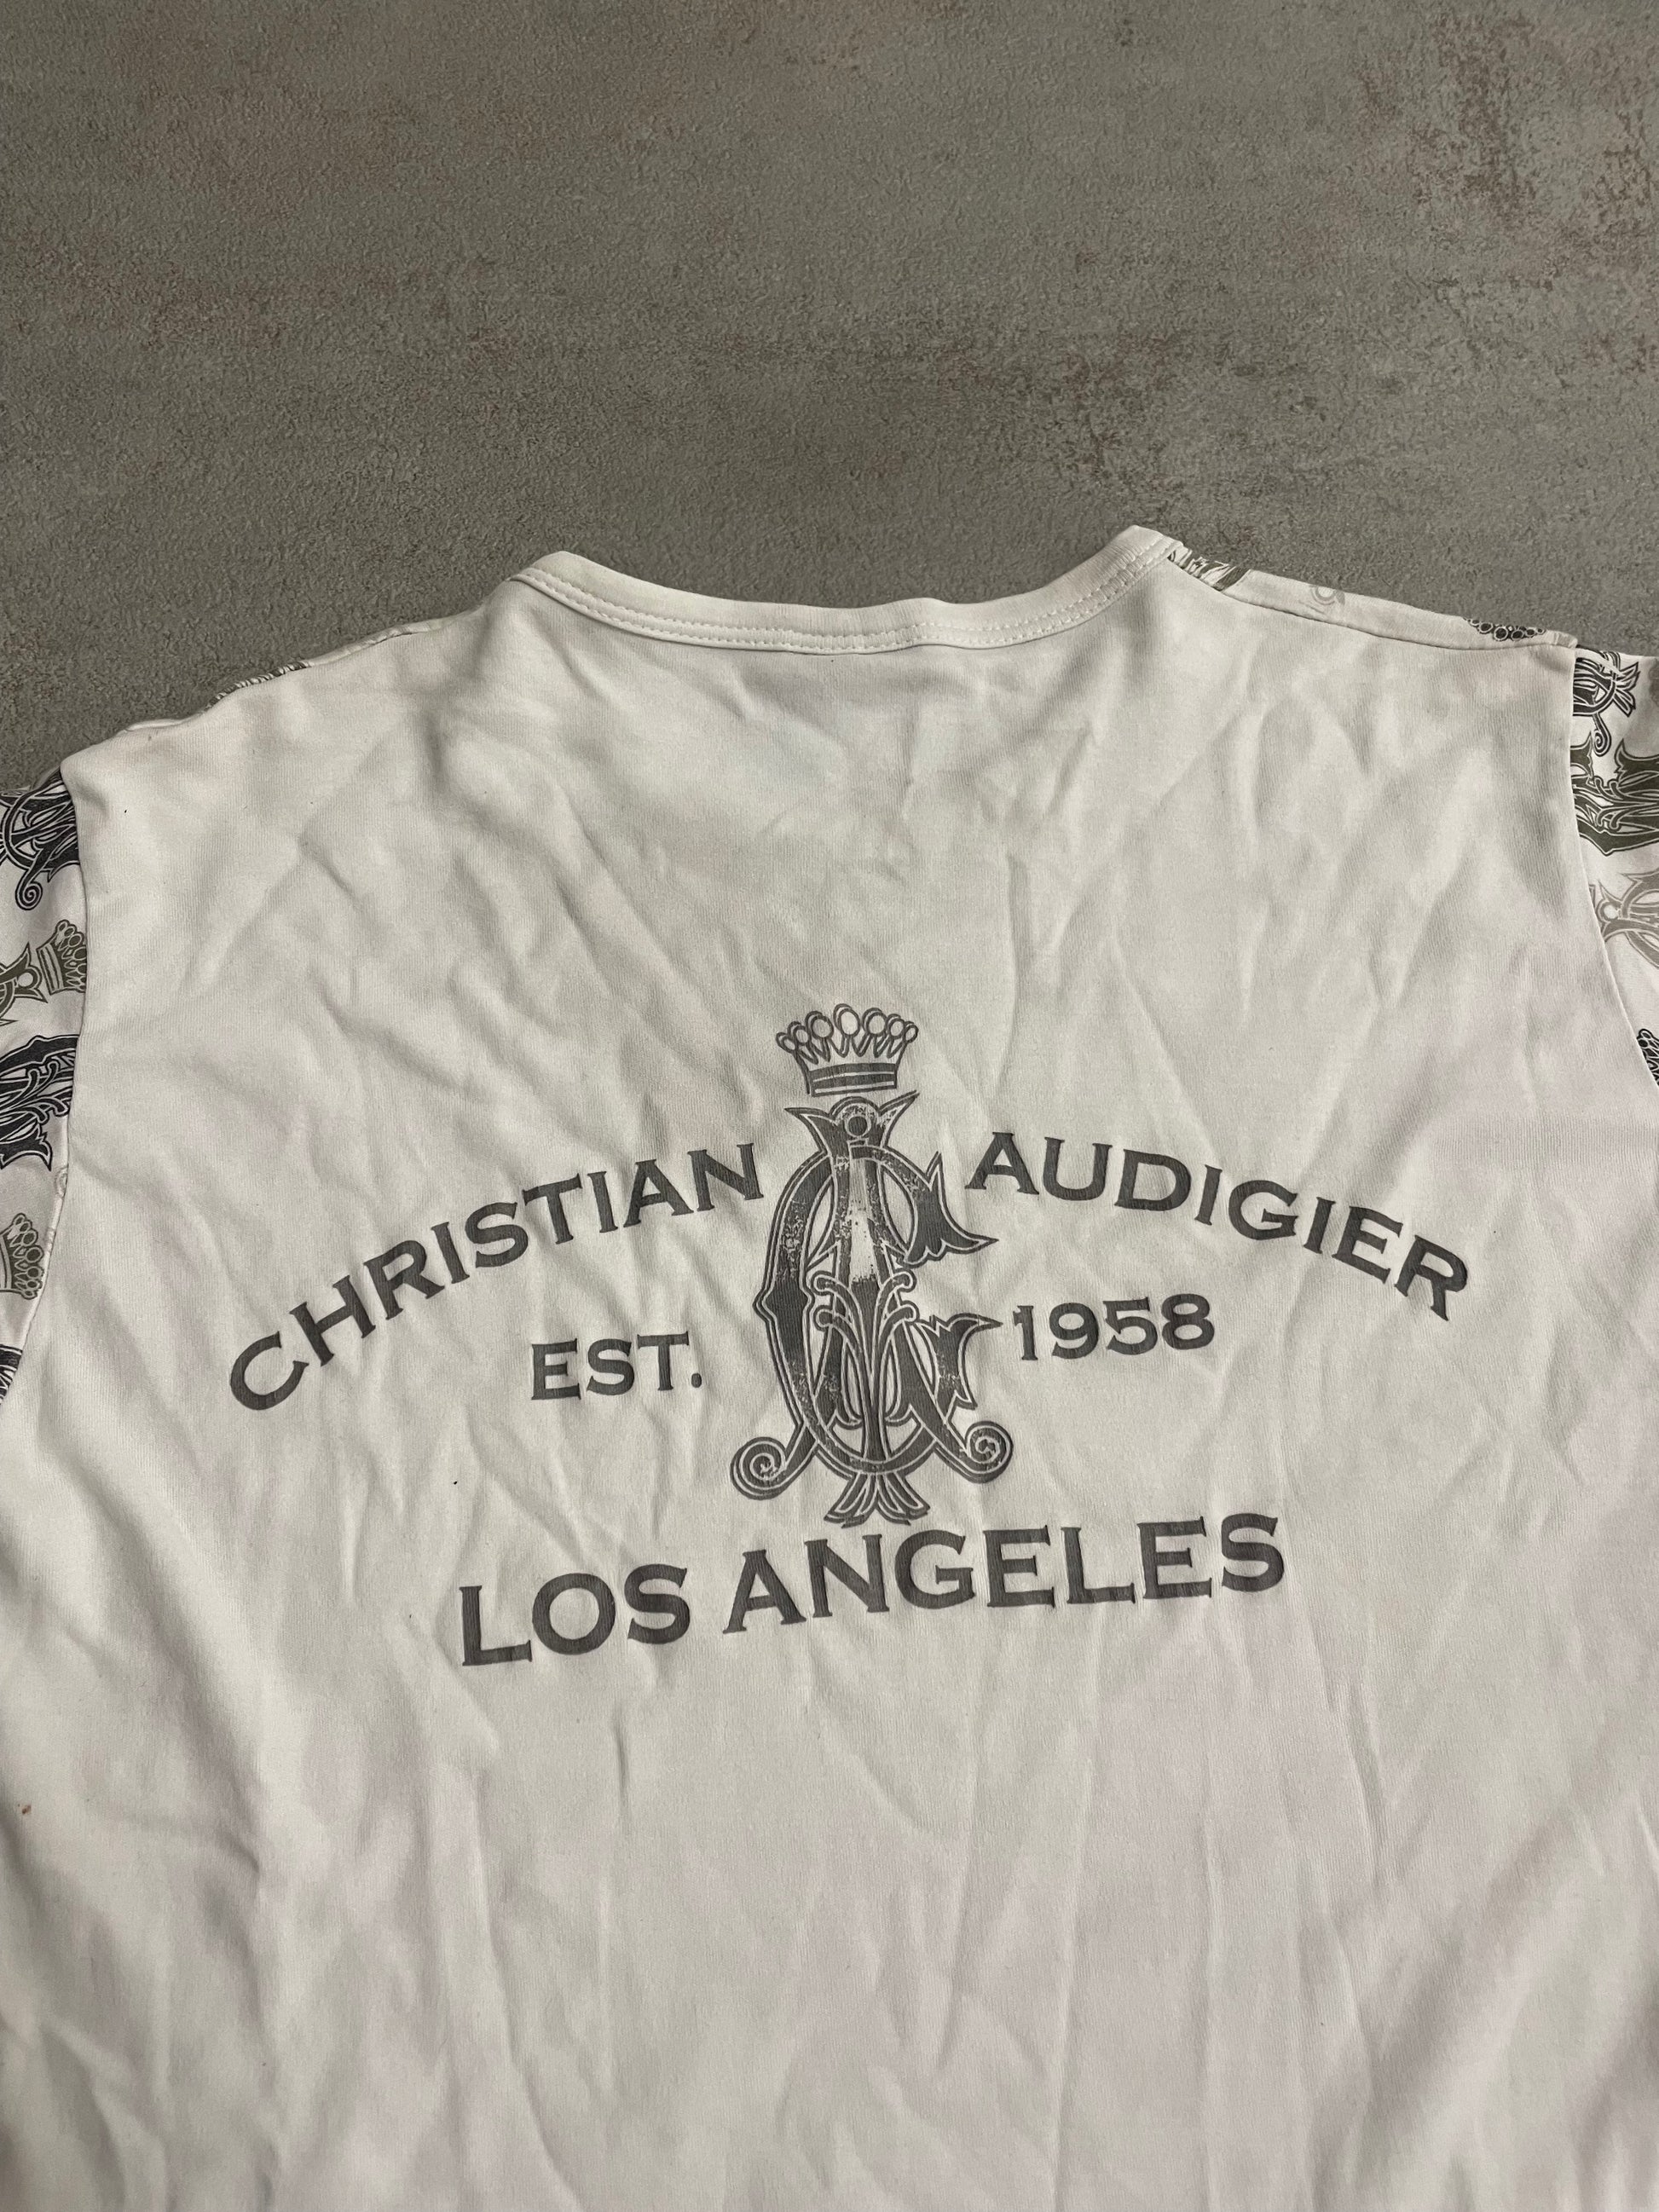 CHRISTIAN AUDIGIER
EST. 1958
LOS ANGELES